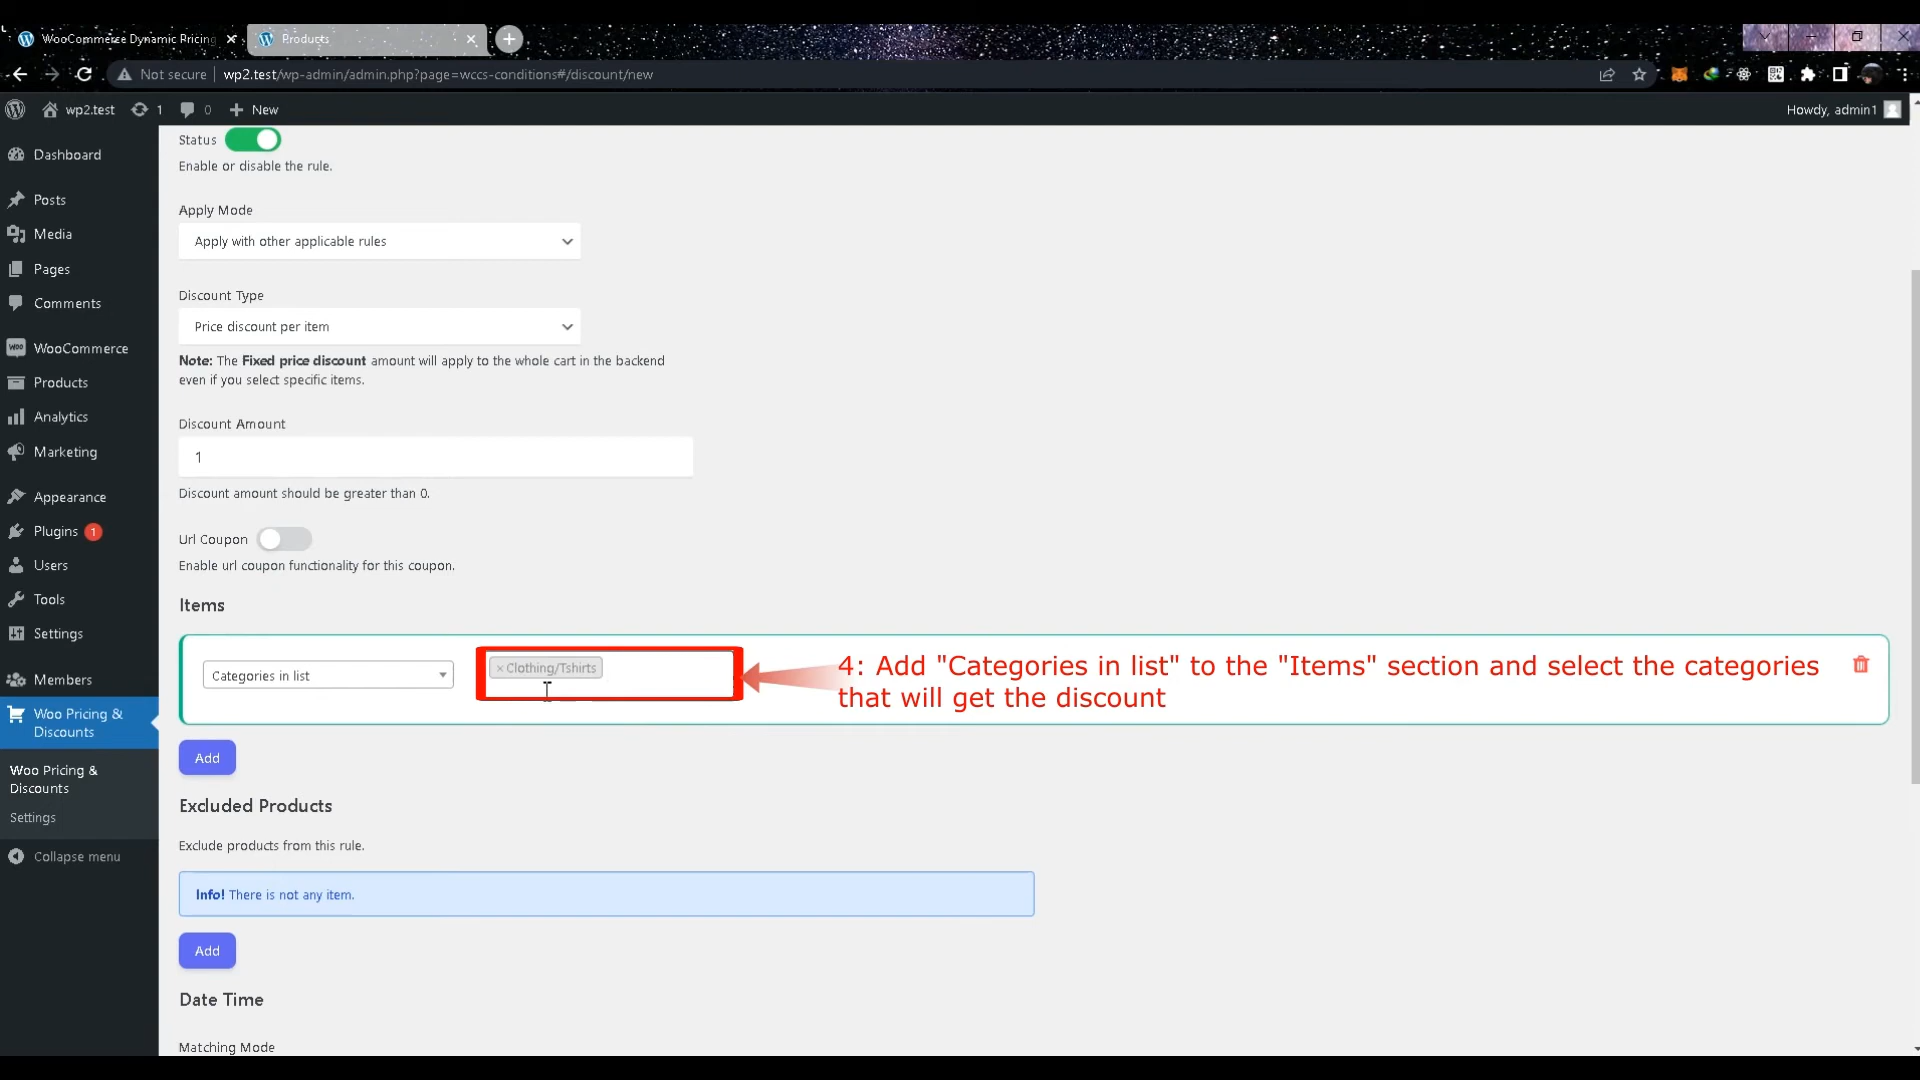 WooCommerce Dynamic Pricing
Products
Not secure
wp2.test/wp-admin/admin.php?page=wccs-conditions#/discount/new
wp2.test
1
0
New
Howdy, admin1
Dashboard
Posts
Media
Pages
Comments
WooCommerce
Products
Analytics
Marketing
Appearance
Plugins 1
Users
Tools
Settings
Members
Woo Pricing &
Discounts
Woo Pricing &
Discounts
Settings
Collapse menu
Status
Enable or disable the rule.
Apply Mode
Apply with other applicable rules
Discount Type
Price discount per item
Note: The Fixed price discount amount will apply to the whole cart in the backend
even if you select specific items.
Discount Amount
1
Discount amount should be greater than 0.
Url Coupon
Enable url coupon functionality for this coupon.
Items
Categories in list
× Clothing/Tshirts
4: Add "Categories in list" to the "Items" section and select the categories
that will get the discount
Add
Excluded Products
Exclude products from this rule.
Info! There is not any item.
Add
Date Time
Matching Mode